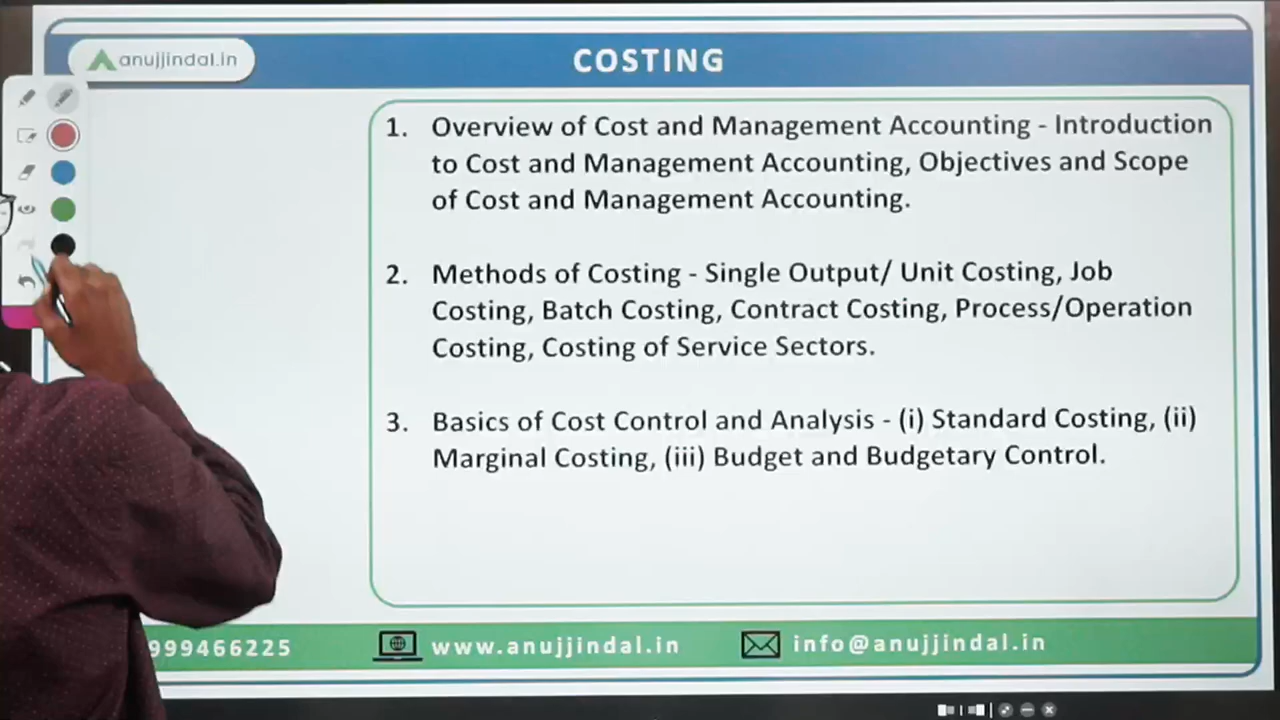 anujjindal.in
COSTING
1. Overview of Cost and Management Accounting - Introduction
to Cost and Management Accounting, Objectives and Scope
of Cost and Management Accounting.
2. Methods of Costing - Single Output/ Unit Costing, Job
Costing, Batch Costing, Contract Costing, Process/Operation
Costing, Costing of Service Sectors.
3. Basics of Cost Control and Analysis - (i) Standard Costing, (ii)
Marginal Costing, (iii) Budget and Budgetary Control.
999466225 www.anujjindal.in info@anujjindal.in